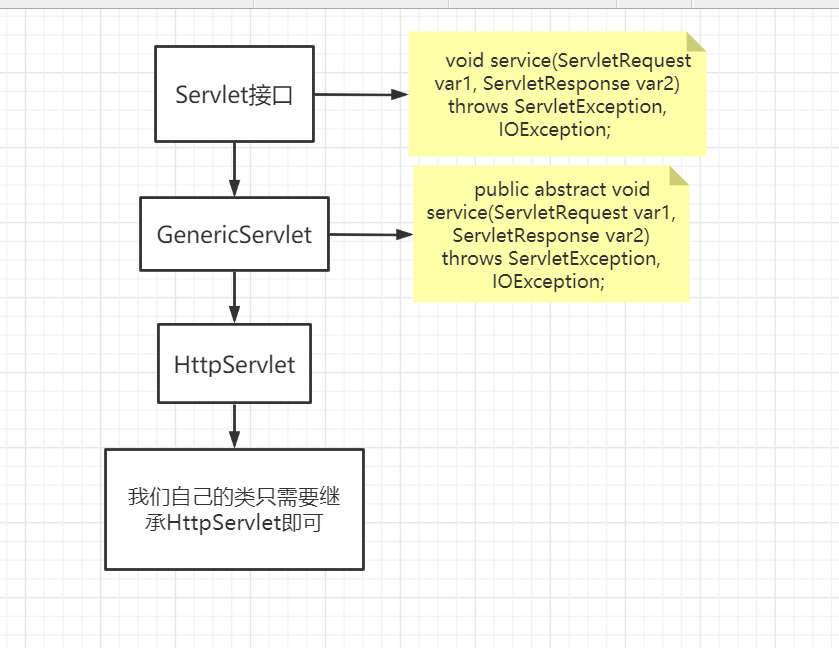 Servlet接口
void service(ServletRequest
var1, ServletResponse var2)
throws ServletException,
IOException;
GenericServlet
public abstract void
service(ServletRequest var1,
ServletResponse var2)
throws ServletException,
IOException;
HttpServlet
我们自己的类只需要继
承HttpServlet即可